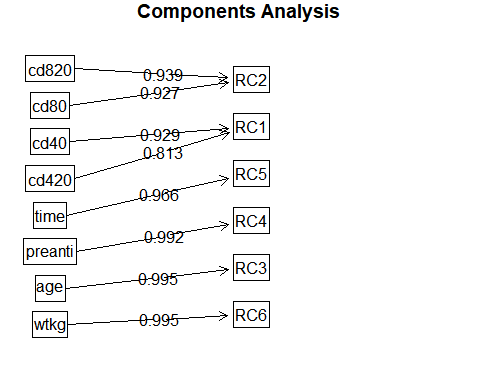 Components Analysis
cd820
0.939
RC2
cd80
0.927
cd40
0.929
RC1
cd420
0.813
time
0.966
RC5
preanti
0.992
RC4
age
0.995
RC3
wtkg
0.995
RC6